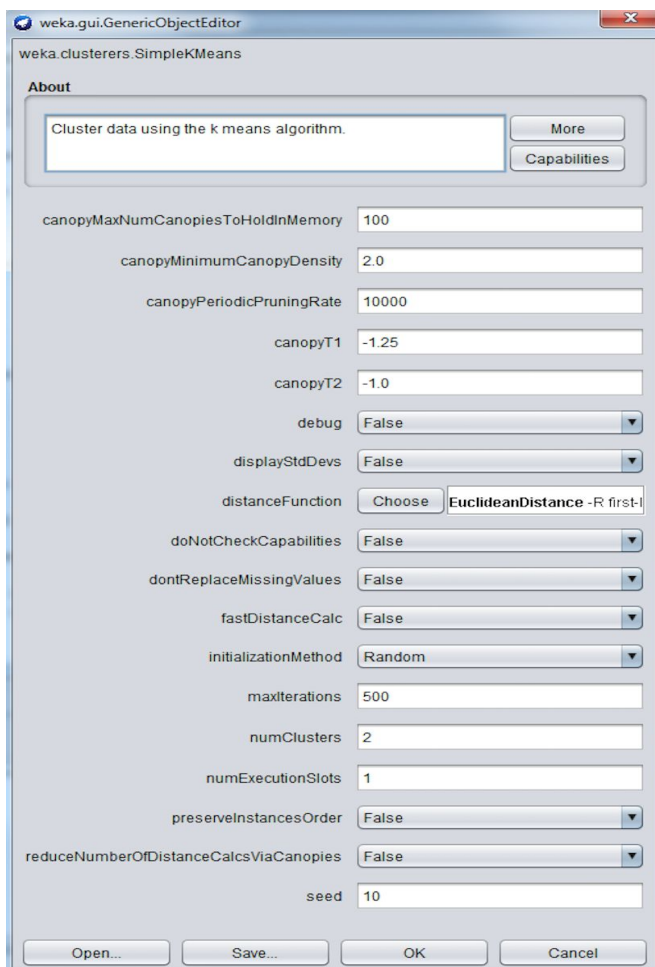 weka.gui.GenericObjectEditor
weka.clusterers.SimpleKMeans
About
Cluster data using the k means algorithm.
More
Capabilities
canopyMaxNumCanopiesToHoldInMemory 100
canopyMinimumCanopyDensity 2.0
canopyPeriodicPruningRate 10000
canopyT1 -1.25
canopyT2 -1.0
debug False
displayStdDevs False
distanceFunction Choose EuclideanDistance -R first-l
doNotCheckCapabilities False
dontReplaceMissingValues False
fastDistanceCalc False
initializationMethod Random
maxIterations 500
numClusters 2
numExecutionSlots 1
preserveInstancesOrder False
reduceNumberOfDistanceCalcsViaCanopies False
seed 10
Open... Save... OK Cancel